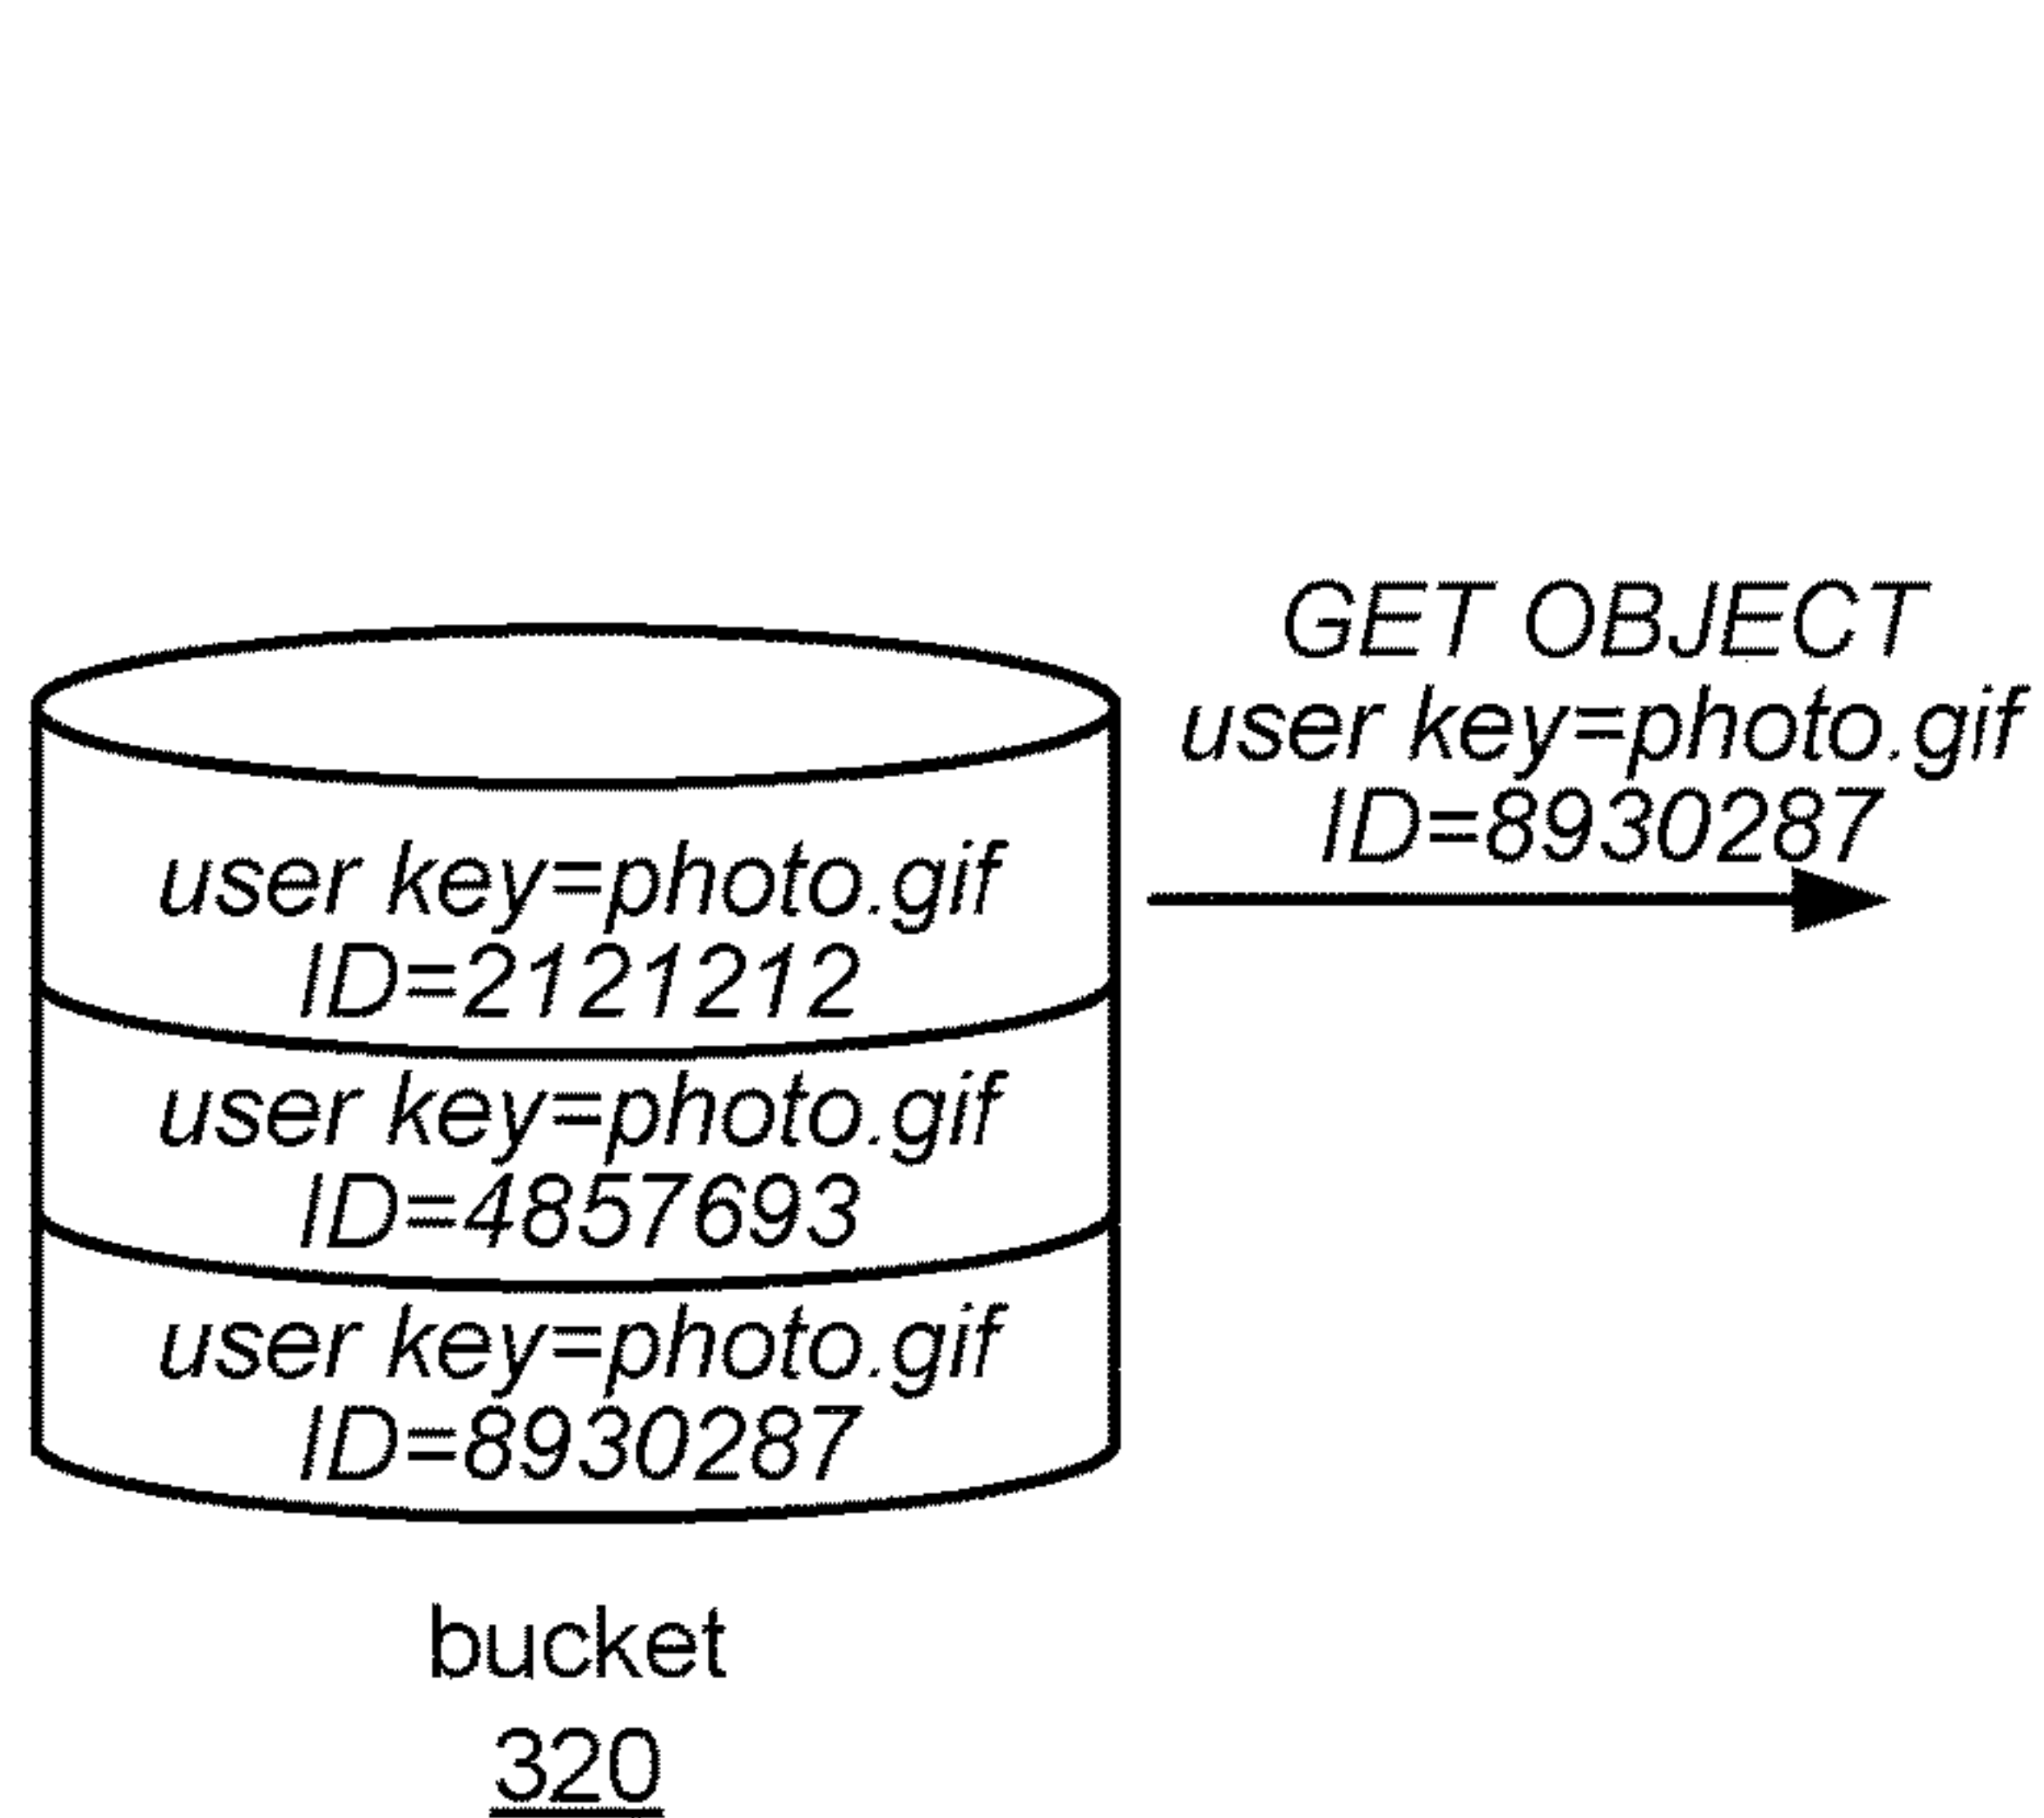 GET OBJECT
user key=photo.gif
ID=8930287
user key=photo.gif
ID=2121212
user key=photo.gif
ID=4857693
user key=photo.gif
ID=8930287
bucket
320